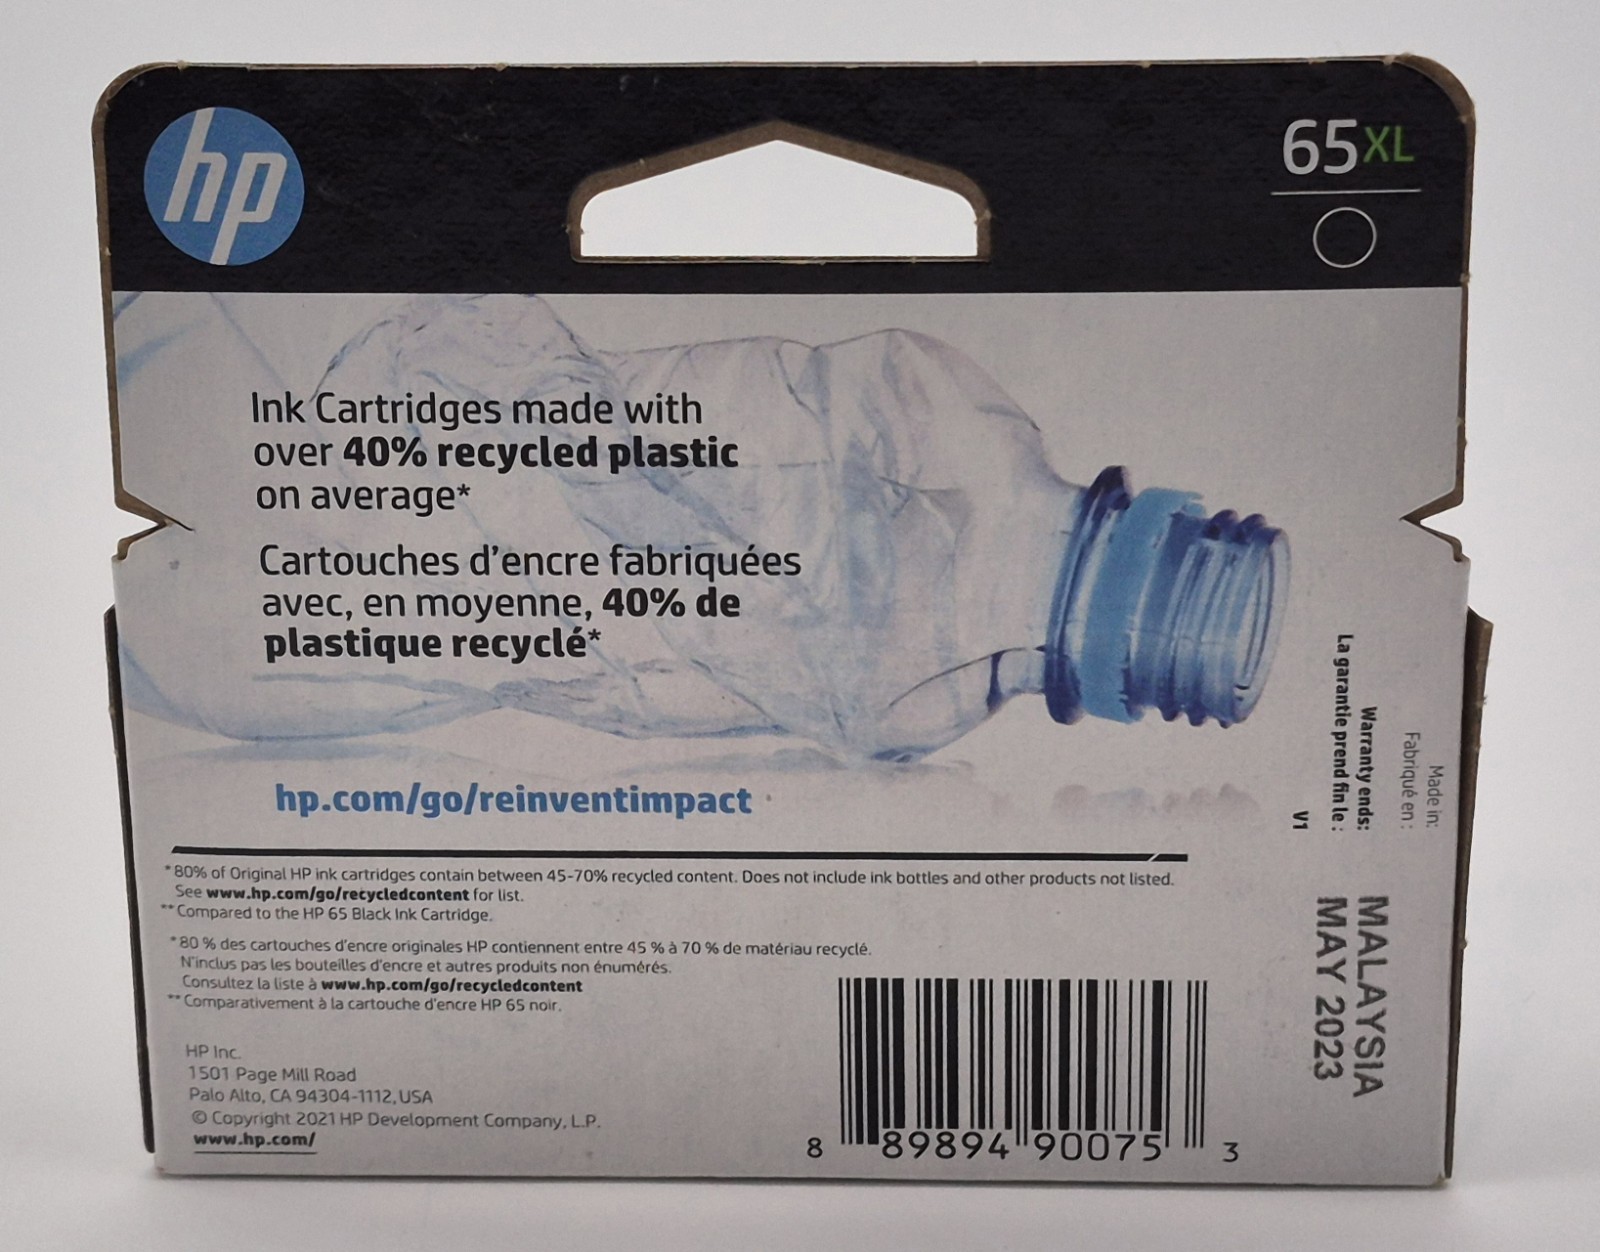 hp
65XL
Ink Cartridges made with
over 40% recycled plastic
on average*
Cartouches d'encre fabriquées
avec, en moyenne, 40% de
plastique recyclé*
hp.com/go/reinventimpact
*80% of Original HP ink cartridges contain between 45-70% recycled content. Does not include ink bottles and other products not listed.
See www.hp.com/go/recycledcontent for list.
**Compared to the HP 65 Black Ink Cartridge.
*80 % des cartouches d'encre originales HP contiennent entre 45 % à 70 % de matériau recyclé.
N'inclus pas les bouteilles d'encre et autres produits non énumérés.
Consultez la liste à www.hp.com/go/recycledcontent
**Comparativement à la cartouche d'encre HP 65 noir.
HP Inc.
1501 Page Mill Road
Palo Alto, CA 94304-1112, USA
© Copyright 2021 HP Development Company, L.P.
www.hp.com/
8 89894 90075 3
Made in:
Fabriqué en :
MALAYSIA
Warranty ends:
La garantie prend fin le :
MAY 2023
V1